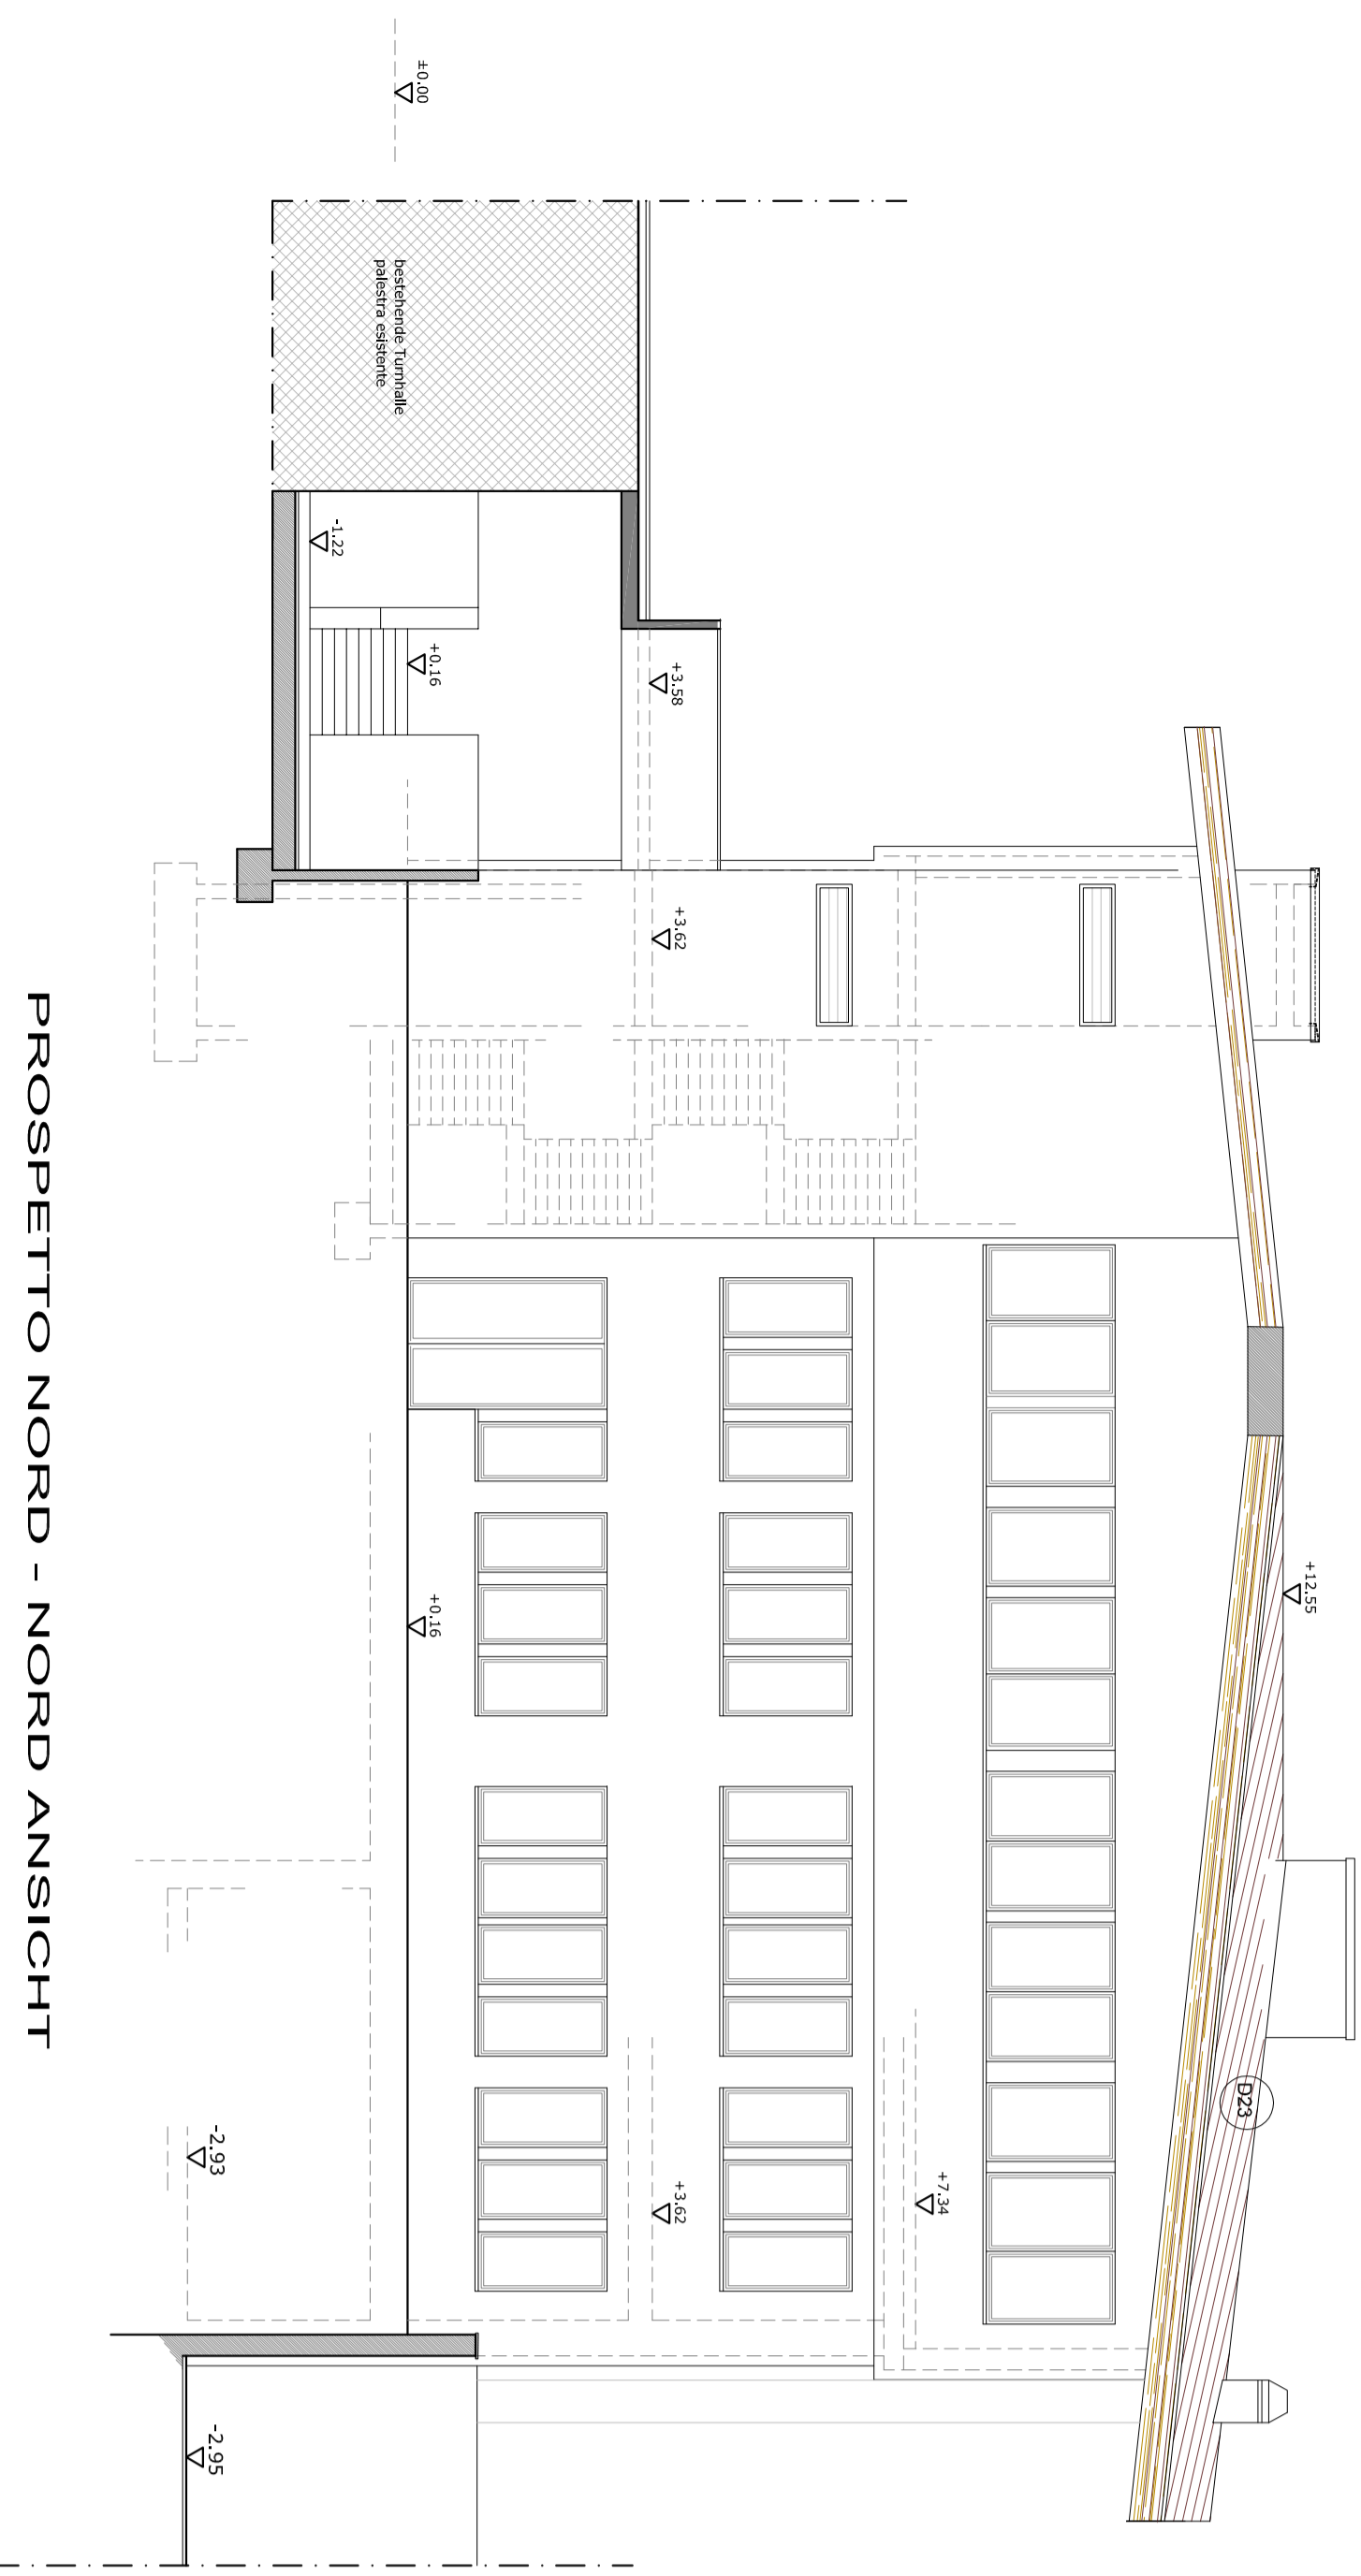 ±0.00
bestehende Turnhalle
palestra esistente
-1.22
+0.16
+3.58
+3.62
+12.55
+0.16
D23
+7.34
+3.62
-2.93
-2.95
PROSPETTO NORD - NORD ANSICHT